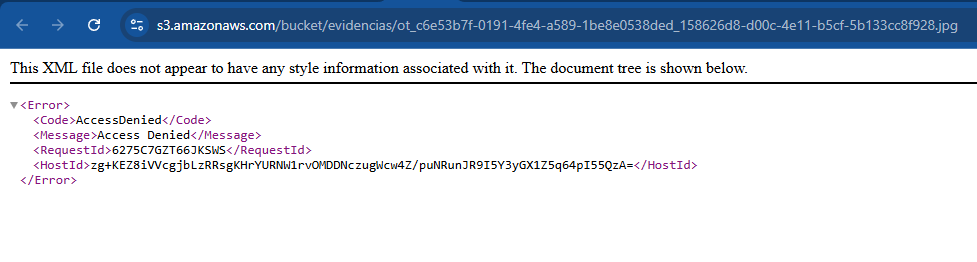 s3.amazonaws.com/bucket/evidencias/ot_c6e53b7f-0191-4fe4-a589-1be8e0538ded_158626d8-d00c-4e11-b5cf-5b133cc8f928.jpg
This XML file does not appear to have any style information associated with it. The document tree is shown below.
<Error>
<Code>AccessDenied</Code>
<Message>Access Denied</Message>
<RequestId>6275C7GZT66JKSWS</RequestId>
<HostId>zg+KEZ8iVVcgjbLzRRsgKHrYURNW1rvOMDDNczugWcw4Z/puNRunJR9I5Y3yGX1Z5q64pI55QzA=</HostId>
</Error>